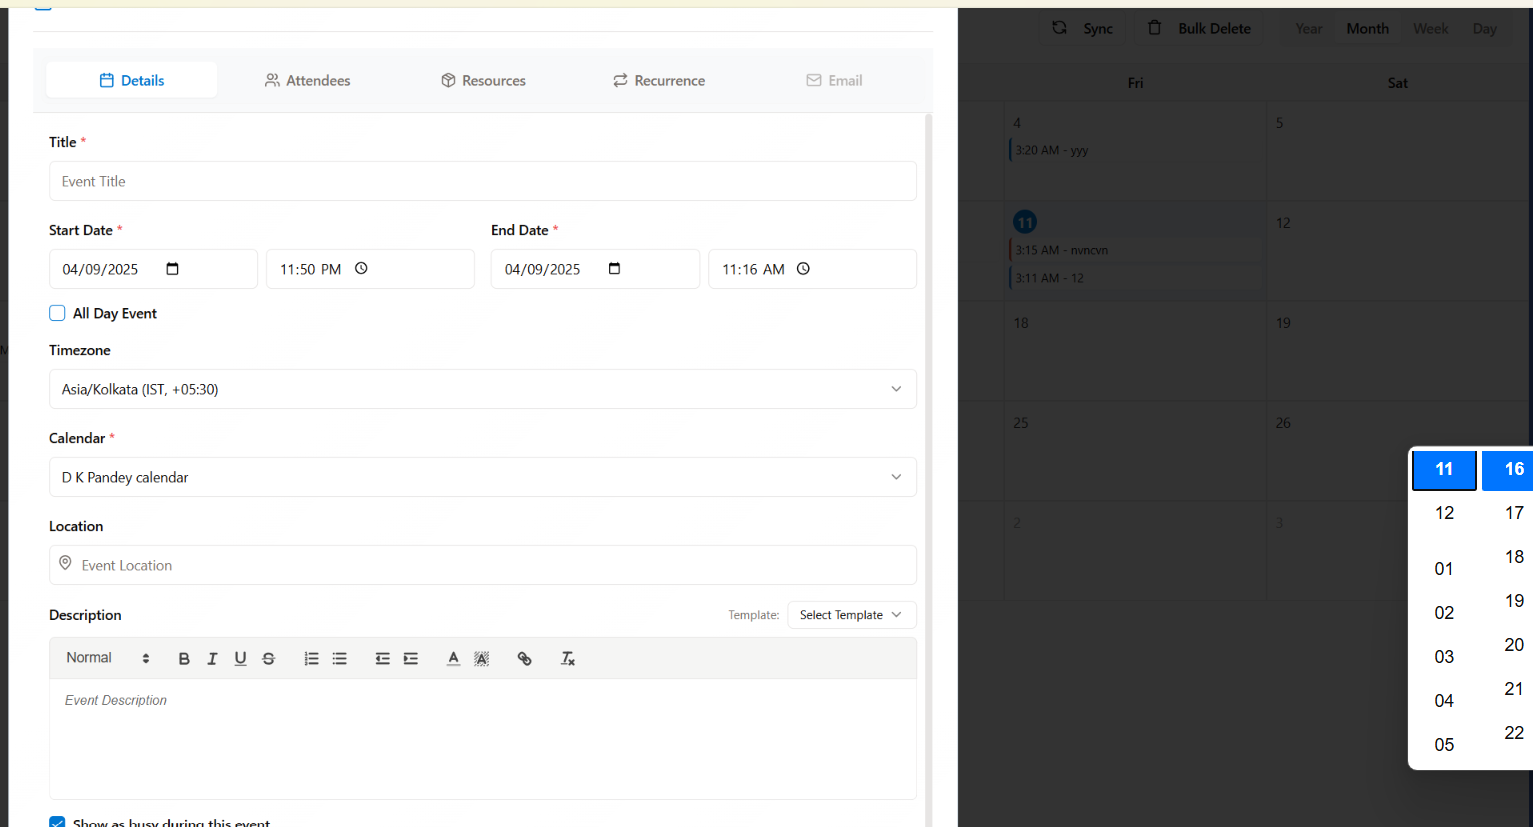 Sync Bulk Delete Year Month Week Day
Details Attendees Resources Recurrence Email
Fri Sat
Title *
Event Title
4 5
3:20 AM - yyy
Start Date * End Date *
04/09/2025 11:50 PM 04/09/2025 11:16 AM
11 12
3:15 AM - nvncvn
3:11 AM - 12
All Day Event
18 19
Timezone
Asia/Kolkata (IST, +05:30)
25 26
Calendar *
D K Pandey calendar
11 16
12 17
2 3
Location
Event Location
18
01
19
02
20
03
21
04
22
05
Description Template: Select Template
Normal B I U S A A Tx
Event Description
Show as busy during this event